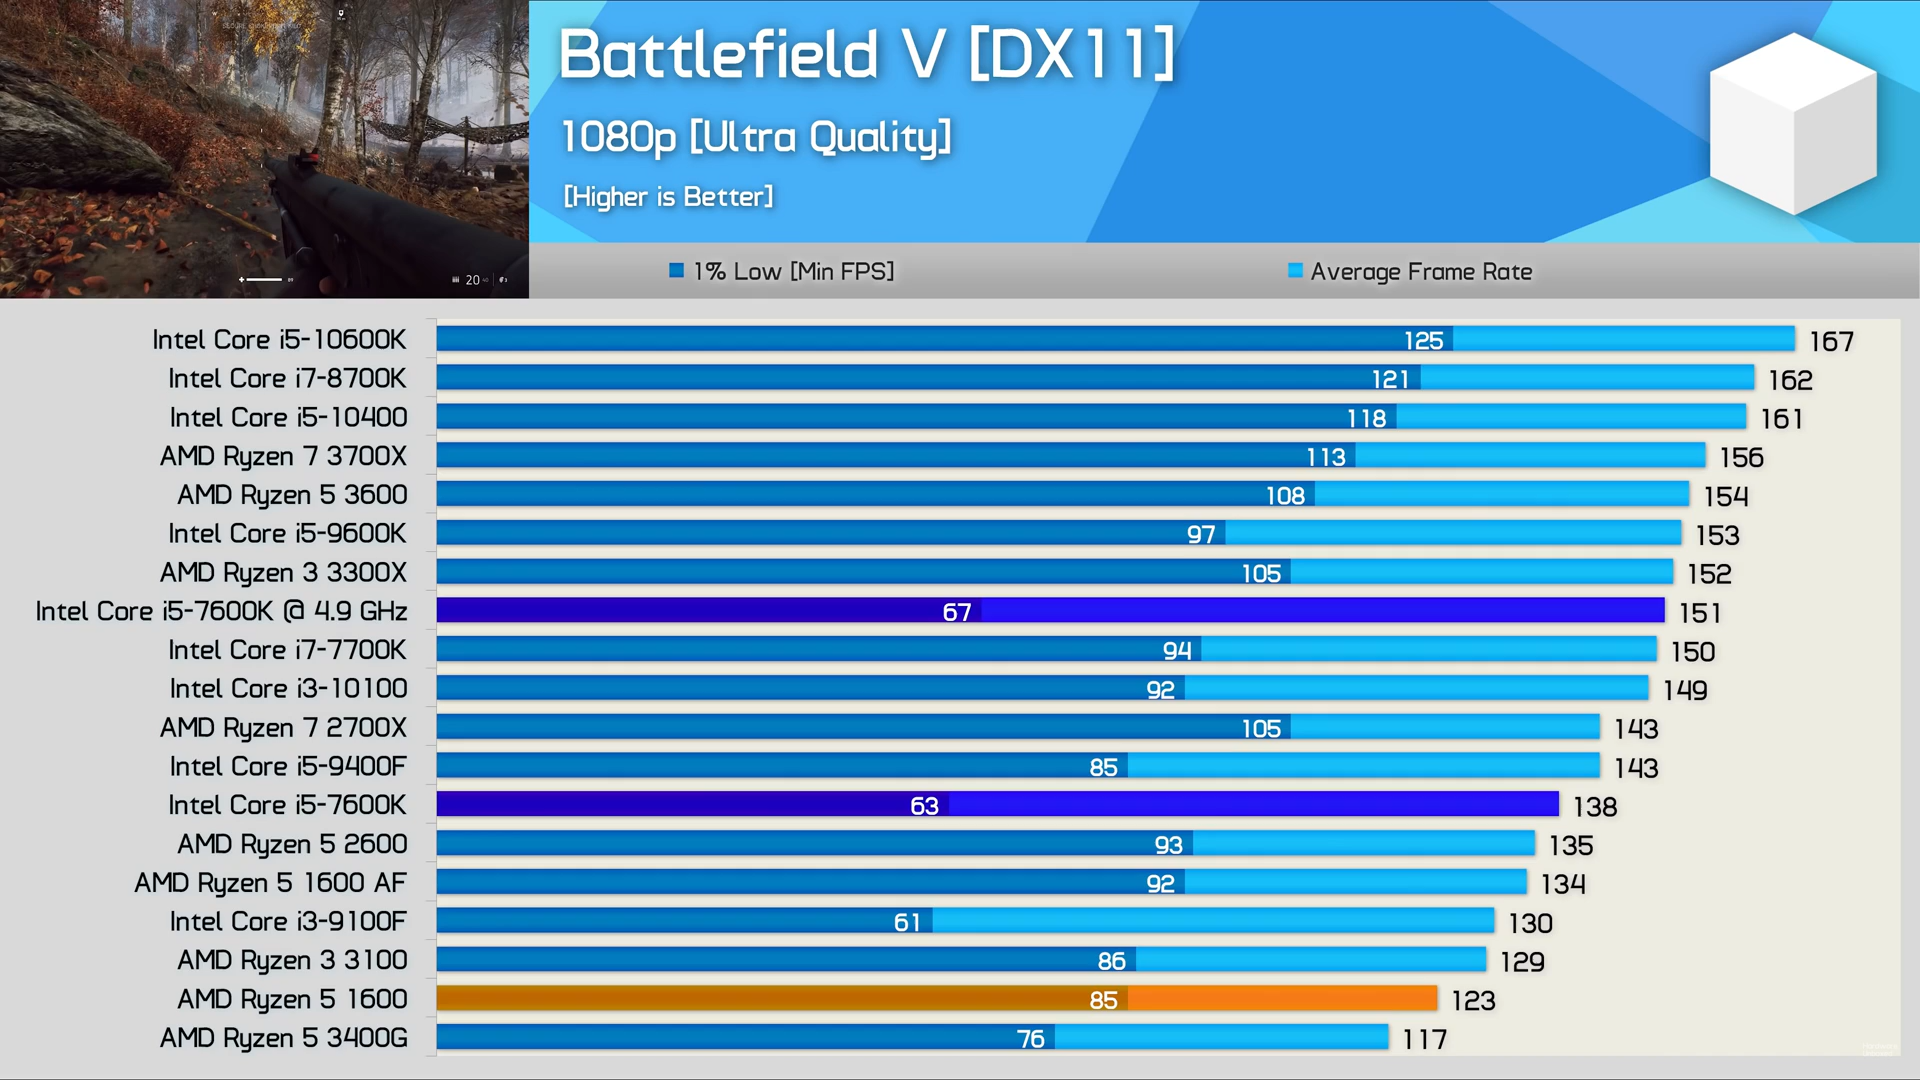 Battlefield V [DX11]
1080p [Ultra Quality]
[Higher is Better]
20
1% Low [Min FPS]
Average Frame Rate
Intel Core i5-10600K 125 167
Intel Core i7-8700K 121 162
Intel Core i5-10400 118 161
AMD Ryzen 7 3700X 113 156
AMD Ryzen 5 3600 108 154
Intel Core i5-9600K 97 153
AMD Ryzen 3 3300X 105 152
Intel Core i5-7600K @ 4.9 GHz 67 151
Intel Core i7-7700K 94 150
Intel Core i3-10100 92 149
AMD Ryzen 7 2700X 105 143
Intel Core i5-9400F 85 143
Intel Core i5-7600K 63 138
AMD Ryzen 5 2600 93 135
AMD Ryzen 5 1600 AF 92 134
Intel Core i3-9100F 61 130
AMD Ryzen 3 3100 86 129
AMD Ryzen 5 1600 85 123
AMD Ryzen 5 3400G 76 117